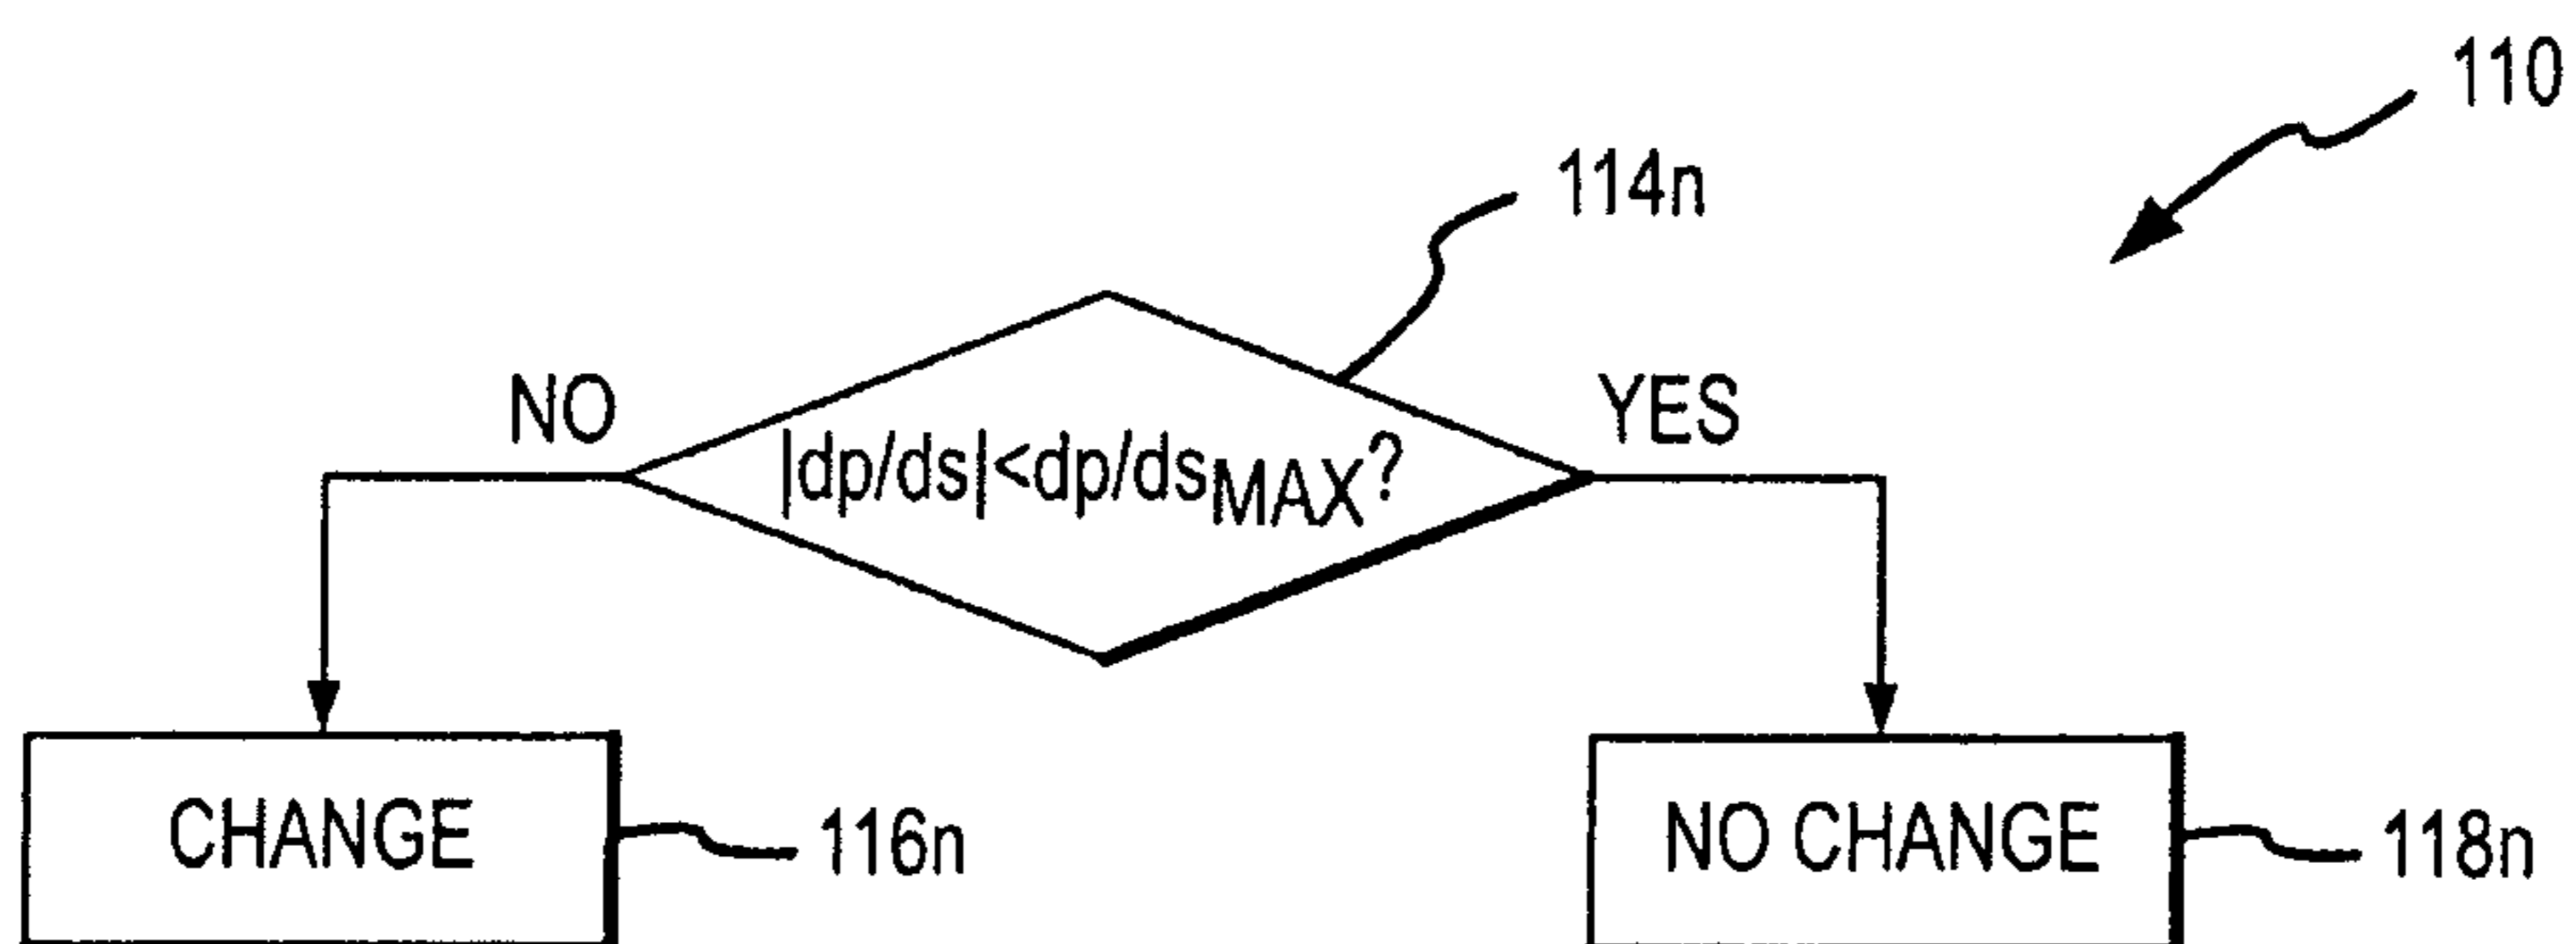 110
114n
NO
YES
|dp/ds|<dp/dsMAX?
CHANGE
116n
NO CHANGE
118n